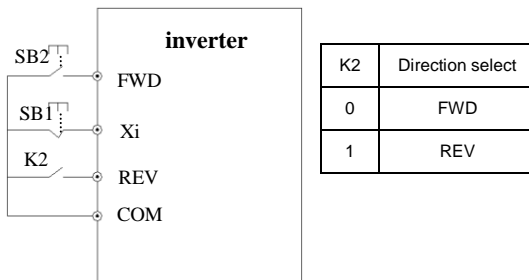 inverter
SB2
FWD
SB1
Xi
K2
REV
COM
K2 Direction select
0 FWD
1 REV